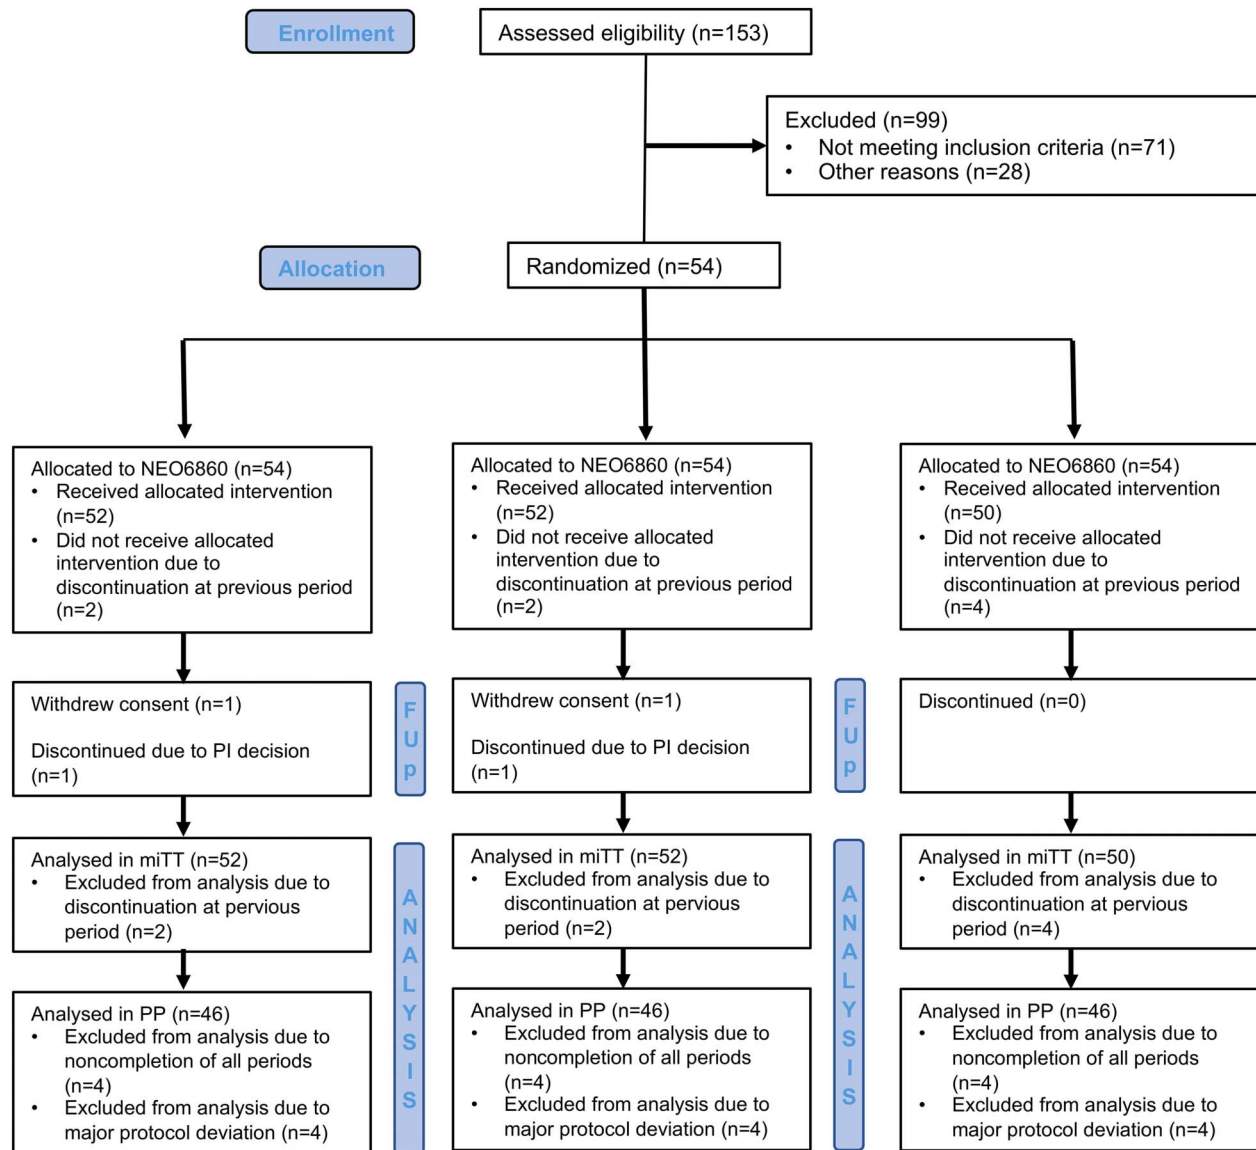 Enrollment
Assessed eligibility (n=153)
Excluded (n=99)
• Not meeting inclusion criteria (n=71)
• Other reasons (n=28)
Allocation
Randomized (n=54)
Allocated to NEO6860 (n=54)
• Received allocated intervention
(n=52)
• Did not receive allocated
intervention due to
discontinuation at previous period
(n=2)
Allocated to NEO6860 (n=54)
• Received allocated intervention
(n=52)
• Did not receive allocated
intervention due to
discontinuation at previous period
(n=2)
Allocated to NEO6860 (n=54)
• Received allocated intervention
(n=50)
• Did not receive allocated
intervention due to
discontinuation at previous period
(n=4)
Withdrew consent (n=1)
Discontinued due to PI decision
(n=1)
FUp
Withdrew consent (n=1)
Discontinued due to PI decision
(n=1)
FUp
Discontinued (n=0)
Analysed in miTT (n=52)
• Excluded from analysis due to
discontinuation at pervious
period (n=2)
ANALYSIS
Analysed in miTT (n=52)
• Excluded from analysis due to
discontinuation at pervious
period (n=2)
ANALYSIS
Analysed in miTT (n=50)
• Excluded from analysis due to
discontinuation at pervious
period (n=4)
Analysed in PP (n=46)
• Excluded from analysis due to
noncompletion of all periods
(n=4)
• Excluded from analysis due to
major protocol deviation (n=4)
Analysed in PP (n=46)
• Excluded from analysis due to
noncompletion of all periods
(n=4)
• Excluded from analysis due to
major protocol deviation (n=4)
Analysed in PP (n=46)
• Excluded from analysis due to
noncompletion of all periods
(n=4)
• Excluded from analysis due to
major protocol deviation (n=4)